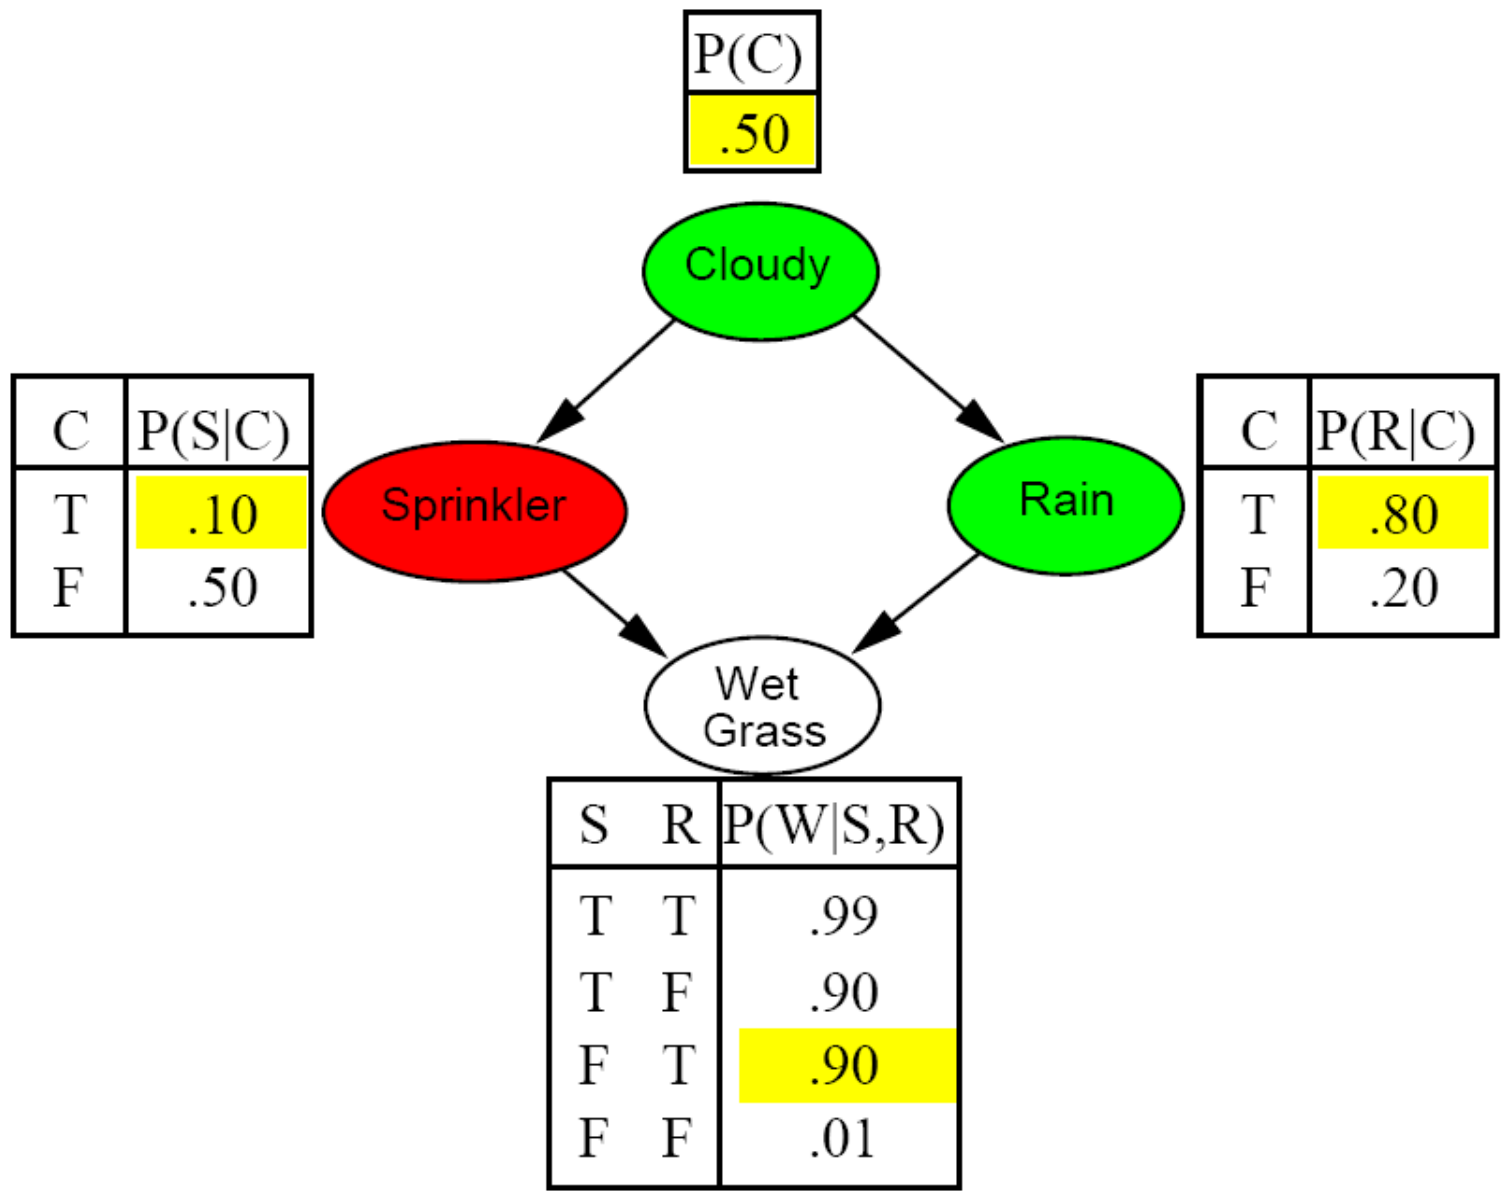 P(C)
.50
Cloudy
C P(S|C)
T .10
F .50
Sprinkler
Rain
C P(R|C)
T .80
F .20
Wet
Grass
S R P(W|S,R)
T T .99
T F .90
F T .90
F F .01